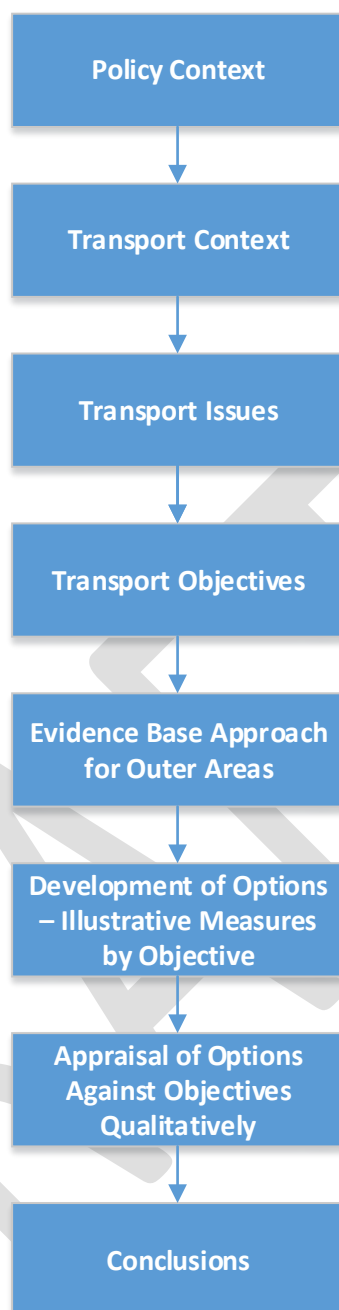 Policy Context
Transport Context
Transport Issues
Transport Objectives
Evidence Base Approach
for Outer Areas
Development of Options
– Illustrative Measures
by Objective
Appraisal of Options
Against Objectives
Qualitatively
Conclusions